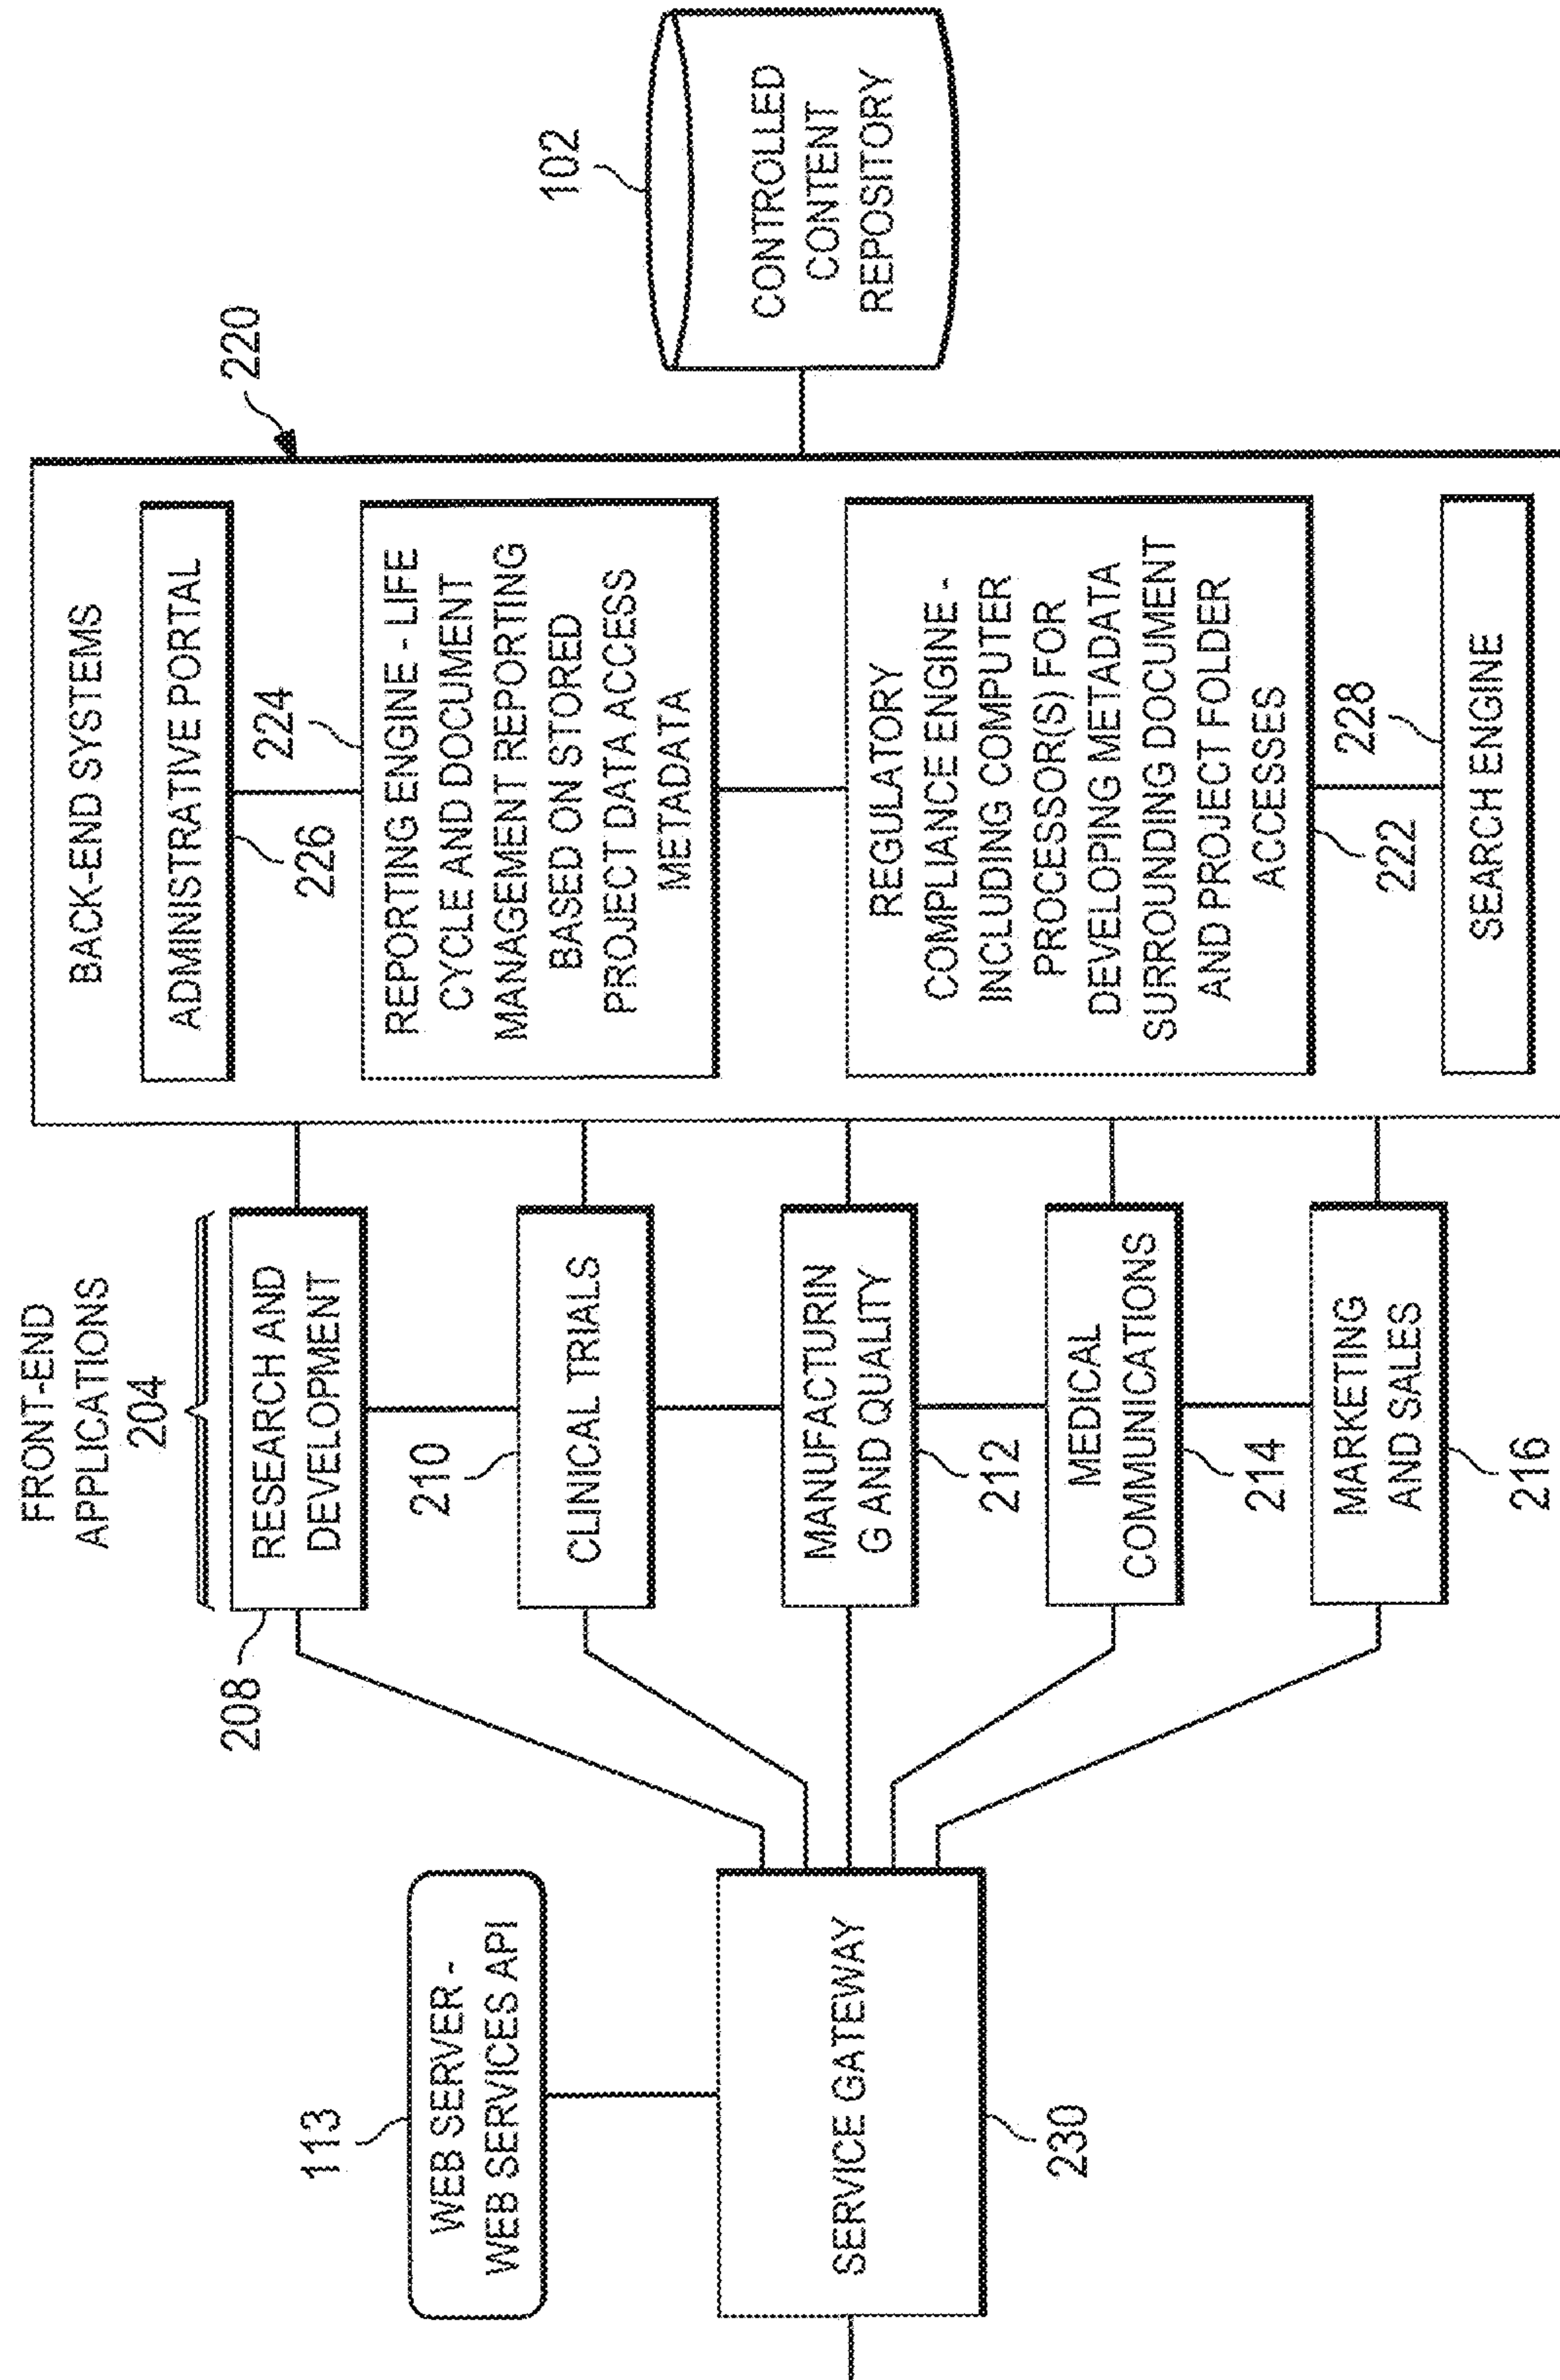 113
WEB SERVER -
WEB SERVICES API
SERVICE GATEWAY
230
FRONT-END
APPLICATIONS
204
208
RESEARCH AND
DEVELOPMENT
210
CLINICAL TRIALS
MANUFACTURIN
G AND QUALITY
212
MEDICAL
COMMUNICATIONS
214
MARKETING
AND SALES
216
220
BACK-END SYSTEMS
ADMINISTRATIVE PORTAL
226
224
REPORTING ENGINE - LIFE
CYCLE AND DOCUMENT
MANAGEMENT REPORTING
BASED ON STORED
PROJECT DATA ACCESS
METADATA
REGULATORY
COMPLIANCE ENGINE -
INCLUDING COMPUTER
PROCESSOR(S) FOR
DEVELOPING METADATA
SURROUNDING DOCUMENT
AND PROJECT FOLDER
ACCESSES
222
228
SEARCH ENGINE
102
CONTROLLED
CONTENT
REPOSITORY